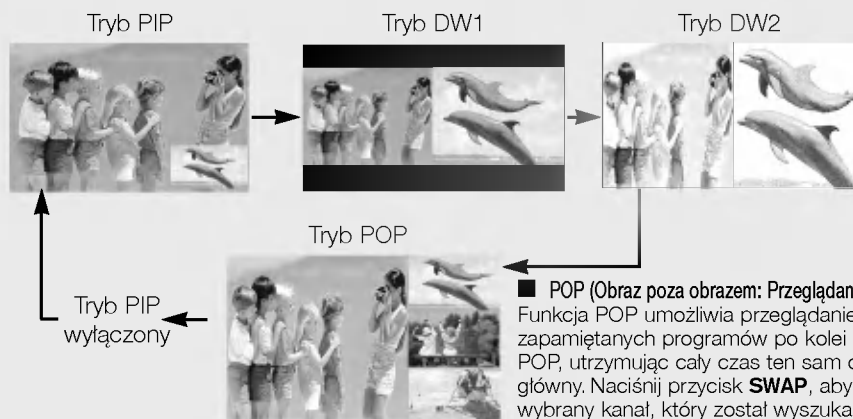 Tryb PIP
Tryb DW1
Tryb DW2
Tryb POP
Tryb PIP
wyłączony
■ POP (Obraz poza obrazem: Przeglądan
Funkcja POP umożliwia przeglądanie
zapamiętanych programów po kolei
POP, utrzymując cały czas ten sam o
główny. Naciśnij przycisk SWAP, aby
wybrany kanał, który został wyszuka